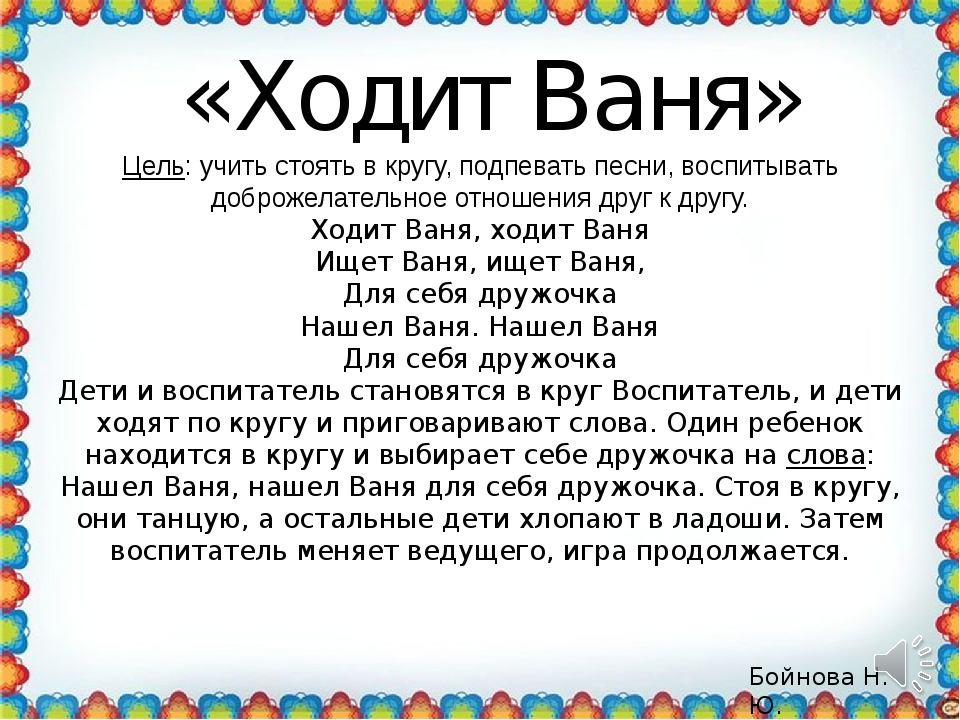 «Ходит Ваня»
Цель: учить стоять в кругу, подпевать песни, воспитывать
доброжелательное отношения друг к другу.
Ходит Ваня, ходит Ваня
Ищет Ваня, ищет Ваня,
Для себя дружочка
Нашел Ваня. Нашел Ваня
Для себя дружочка
Дети и воспитатель становятся в круг Воспитатель, и дети
ходят по кругу и приговаривают слова. Один ребенок
находится в кругу и выбирает себе дружочка на слова:
Нашел Ваня, нашел Ваня для себя дружочка. Стоя в кругу,
они танцую, а остальные дети хлопают в ладоши. Затем
воспитатель меняет ведущего, игра продолжается.
Бойнова Н.
Ю.